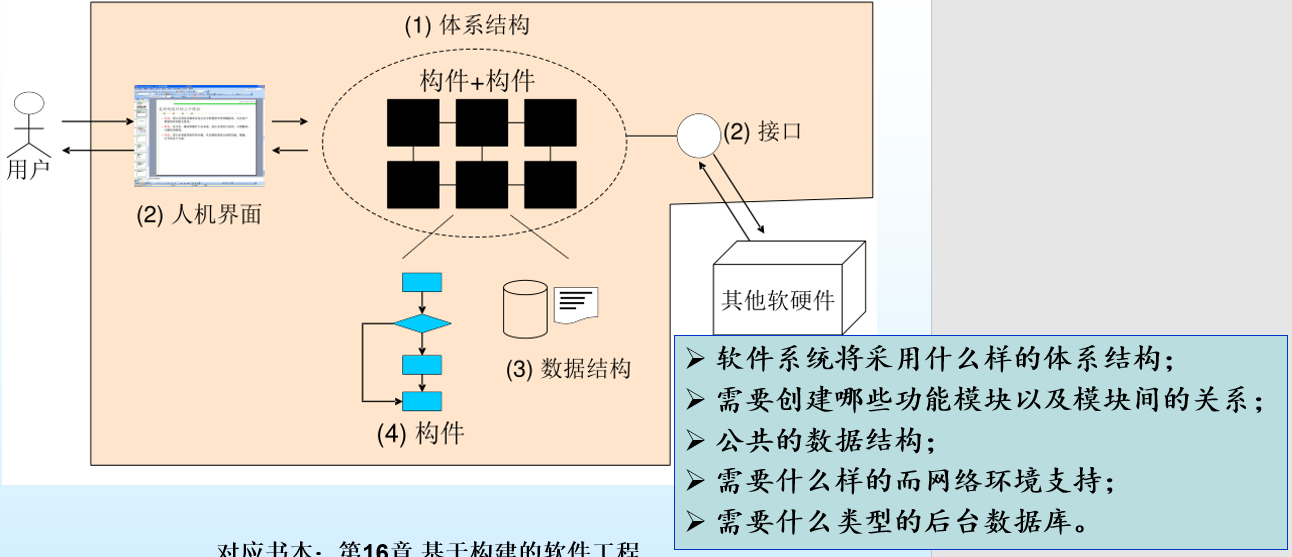 (1) 体系结构
构件+构件
用户
(2) 人机界面
(2) 接口
其他软硬件
(3) 数据结构
(4) 构件
➢ 软件系统将采用什么样的体系结构；
➢ 需要创建哪些功能模块以及模块间的关系；
➢ 公共的数据结构；
➢ 需要什么样的而网络环境支持；
➢ 需要什么类型的后台数据库。
对应书本：第16章 基于构建的软件工程